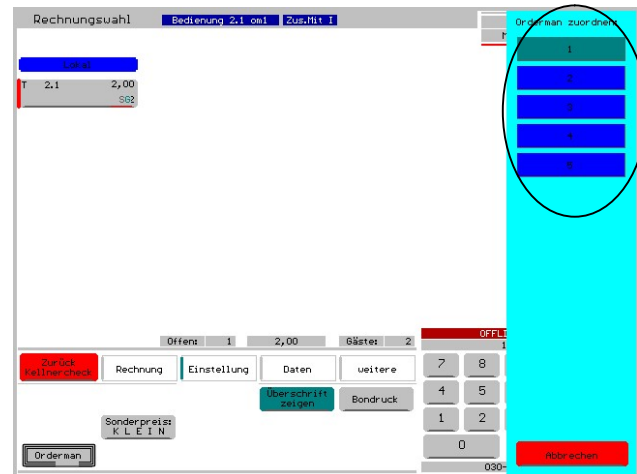 Rechnungswahl
Bedienung 2.1 om1 Zus.Mit I
Orderman zuordnen:
1
2
3
4
5
Lokal
T 2.1 2,00
SG2
Offen: 1 2,00 Gäste: 2
OFFLI
1
Zurück
Kellnercheck
Rechnung
Einstellung
Daten
weitere
Überschrift
zeigen
Bondruck
Sonderpreis:
K L E I N
Orderman
7 8
4 5
1 2
0
030-
Abbrechen